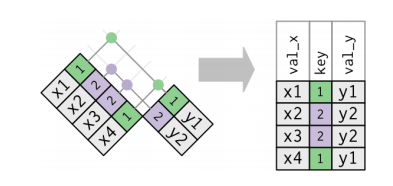 x1 1
x2 2
x3 2
x4 1
1 y1
2 y2
val_x key val_y
x1 1 y1
x2 2 y2
x3 2 y2
x4 1 y1